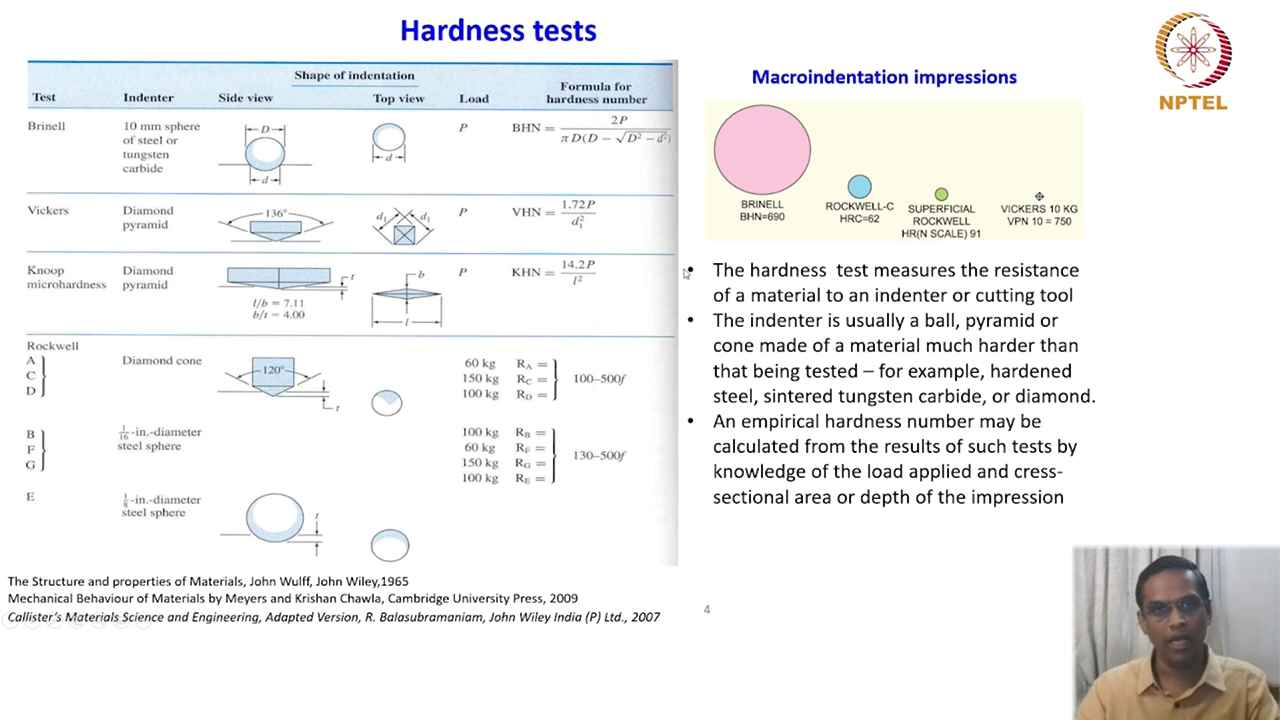 Hardness tests
NPTEL
Shape of indentation
Test Indenter Side view Top view Load Formula for hardness number
Brinell 10 mm sphere of steel or tungsten carbide D d d P BHN = 2P / πD(D − √D² − d²)
Vickers Diamond pyramid 136° d₁ d₁ P VHN = 1.72P / d₁²
Knoop microhardness Diamond pyramid t l/b = 7.11 b/t = 4.00 b l P KHN = 14.2P / l²
Rockwell
A
C
D
Diamond cone
120°
t
60 kg R_A =
150 kg R_C =
100 kg R_D =
100–500t
B
F
G
1/16-in.-diameter
steel sphere
100 kg R_B =
60 kg R_F =
150 kg R_G =
100 kg R_E =
130–500t
E
1/8-in.-diameter
steel sphere
t
Macroindentation impressions
BRINELL
BHN=690
ROCKWELL-C
HRC=62
SUPERFICIAL
ROCKWELL
HR(N SCALE) 91
VICKERS 10 KG
VPN 10 = 750
• The hardness test measures the resistance
of a material to an indenter or cutting tool
• The indenter is usually a ball, pyramid or
cone made of a material much harder than
that being tested – for example, hardened
steel, sintered tungsten carbide, or diamond.
• An empirical hardness number may be
calculated from the results of such tests by
knowledge of the load applied and cress-
sectional area or depth of the impression
The Structure and properties of Materials, John Wulff, John Wiley,1965
Mechanical Behaviour of Materials by Meyers and Krishan Chawla, Cambridge University Press, 2009
Callister's Materials Science and Engineering, Adapted Version, R. Balasubramaniam, John Wiley India (P) Ltd., 2007
4